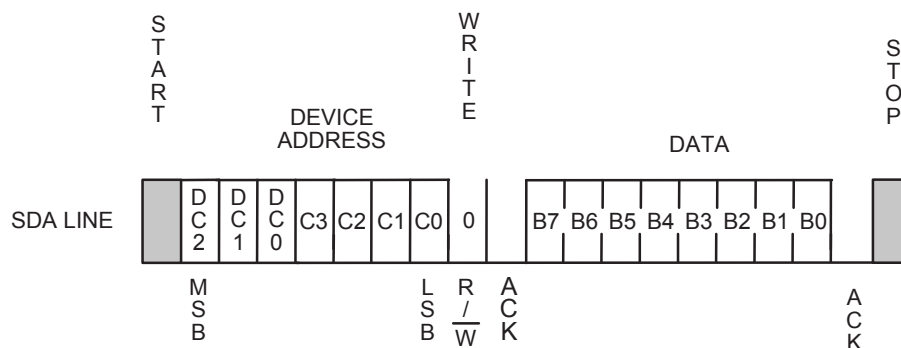 START
WRITE
STOP
DEVICE
ADDRESS
DATA
SDA LINE
DC2 DC1 DC0 C3 C2 C1 C0 0 B7 B6 B5 B4 B3 B2 B1 B0
MSB
LSB
R/W
ACK
ACK